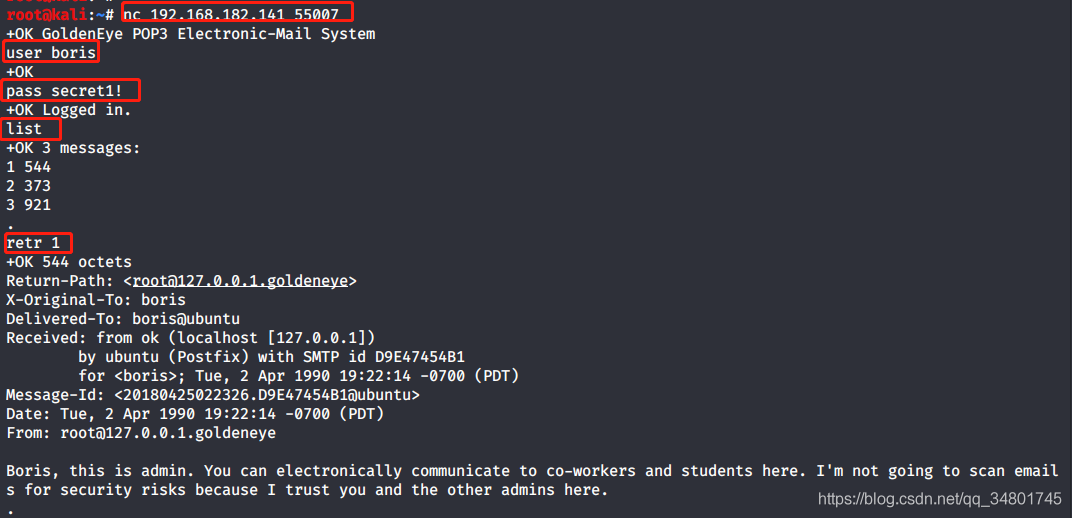 root@kali:~# nc 192.168.182.141 55007
+OK GoldenEye POP3 Electronic-Mail System
user boris
+OK
pass secret1!
+OK Logged in.
list
+OK 3 messages:
1 544
2 373
3 921
.
retr 1
+OK 544 octets
Return-Path: <root@127.0.0.1.goldeneye>
X-Original-To: boris
Delivered-To: boris@ubuntu
Received: from ok (localhost [127.0.0.1])
        by ubuntu (Postfix) with SMTP id D9E47454B1
        for <boris>; Tue, 2 Apr 1990 19:22:14 -0700 (PDT)
Message-Id: <20180425022326.D9E47454B1@ubuntu>
Date: Tue, 2 Apr 1990 19:22:14 -0700 (PDT)
From: root@127.0.0.1.goldeneye

Boris, this is admin. You can electronically communicate to co-workers and students here. I'm not going to scan email
s for security risks because I trust you and the other admins here.
.
https://blog.csdn.net/qq_34801745